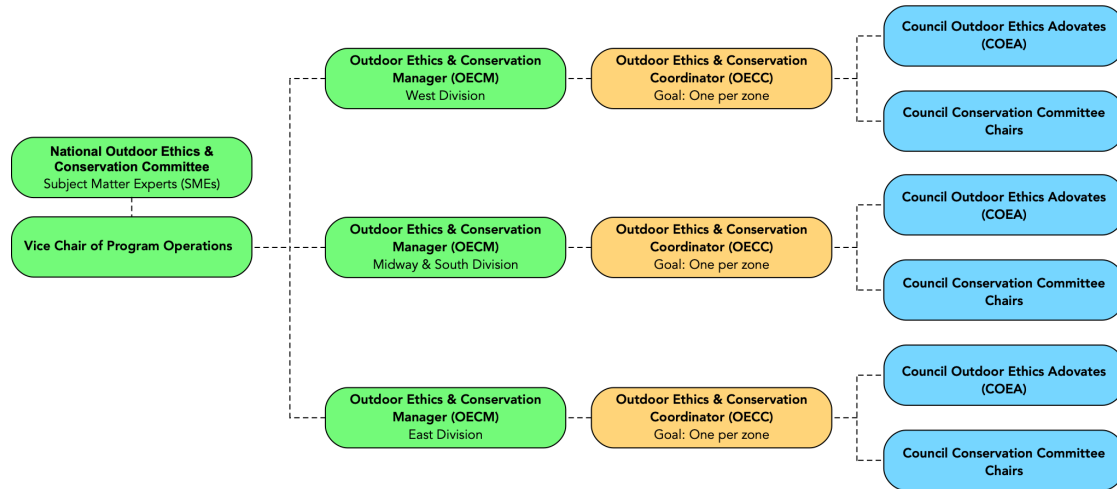 National Outdoor Ethics &
Conservation Committee
Subject Matter Experts (SMEs)
Vice Chair of Program Operations
Outdoor Ethics & Conservation
Manager (OECM)
West Division
Outdoor Ethics & Conservation
Coordinator (OECC)
Goal: One per zone
Council Outdoor Ethics Adovates
(COEA)
Council Conservation Committee
Chairs
Outdoor Ethics & Conservation
Manager (OECM)
Midway & South Division
Outdoor Ethics & Conservation
Coordinator (OECC)
Goal: One per zone
Council Outdoor Ethics Adovates
(COEA)
Council Conservation Committee
Chairs
Outdoor Ethics & Conservation
Manager (OECM)
East Division
Outdoor Ethics & Conservation
Coordinator (OECC)
Goal: One per zone
Council Outdoor Ethics Adovates
(COEA)
Council Conservation Committee
Chairs